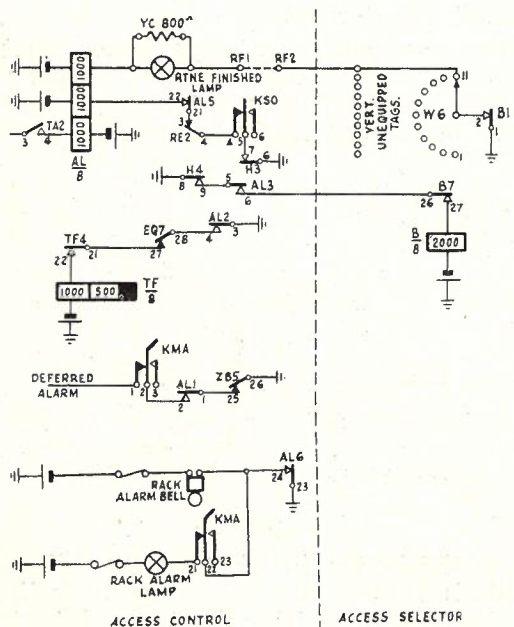 YC 800^
1000
RTNE FINISHED
LAMP
RF1
RF2
11
VERT.
UNEQUIPPED
TAGS.
W6
1
B1
2
1
1000
22
AL5
21
KSO
3
RE2
4
4
5
6
7
H3
6
3
TA2
4
1000
AL
8
8
H4
9
5
AL3
6
26
B7
27
B
8
2000
TF4
22
21
EQ7
27
28
AL2
4
3
1000
500
TF
8
KMA
DEFERRED
ALARM
1
2
3
AL1
2
1
ZB5
25
26
RACK
ALARM BELL
AL6
24
23
KMA
21
22
23
RACK ALARM
LAMP
ACCESS CONTROL
ACCESS SELECTOR